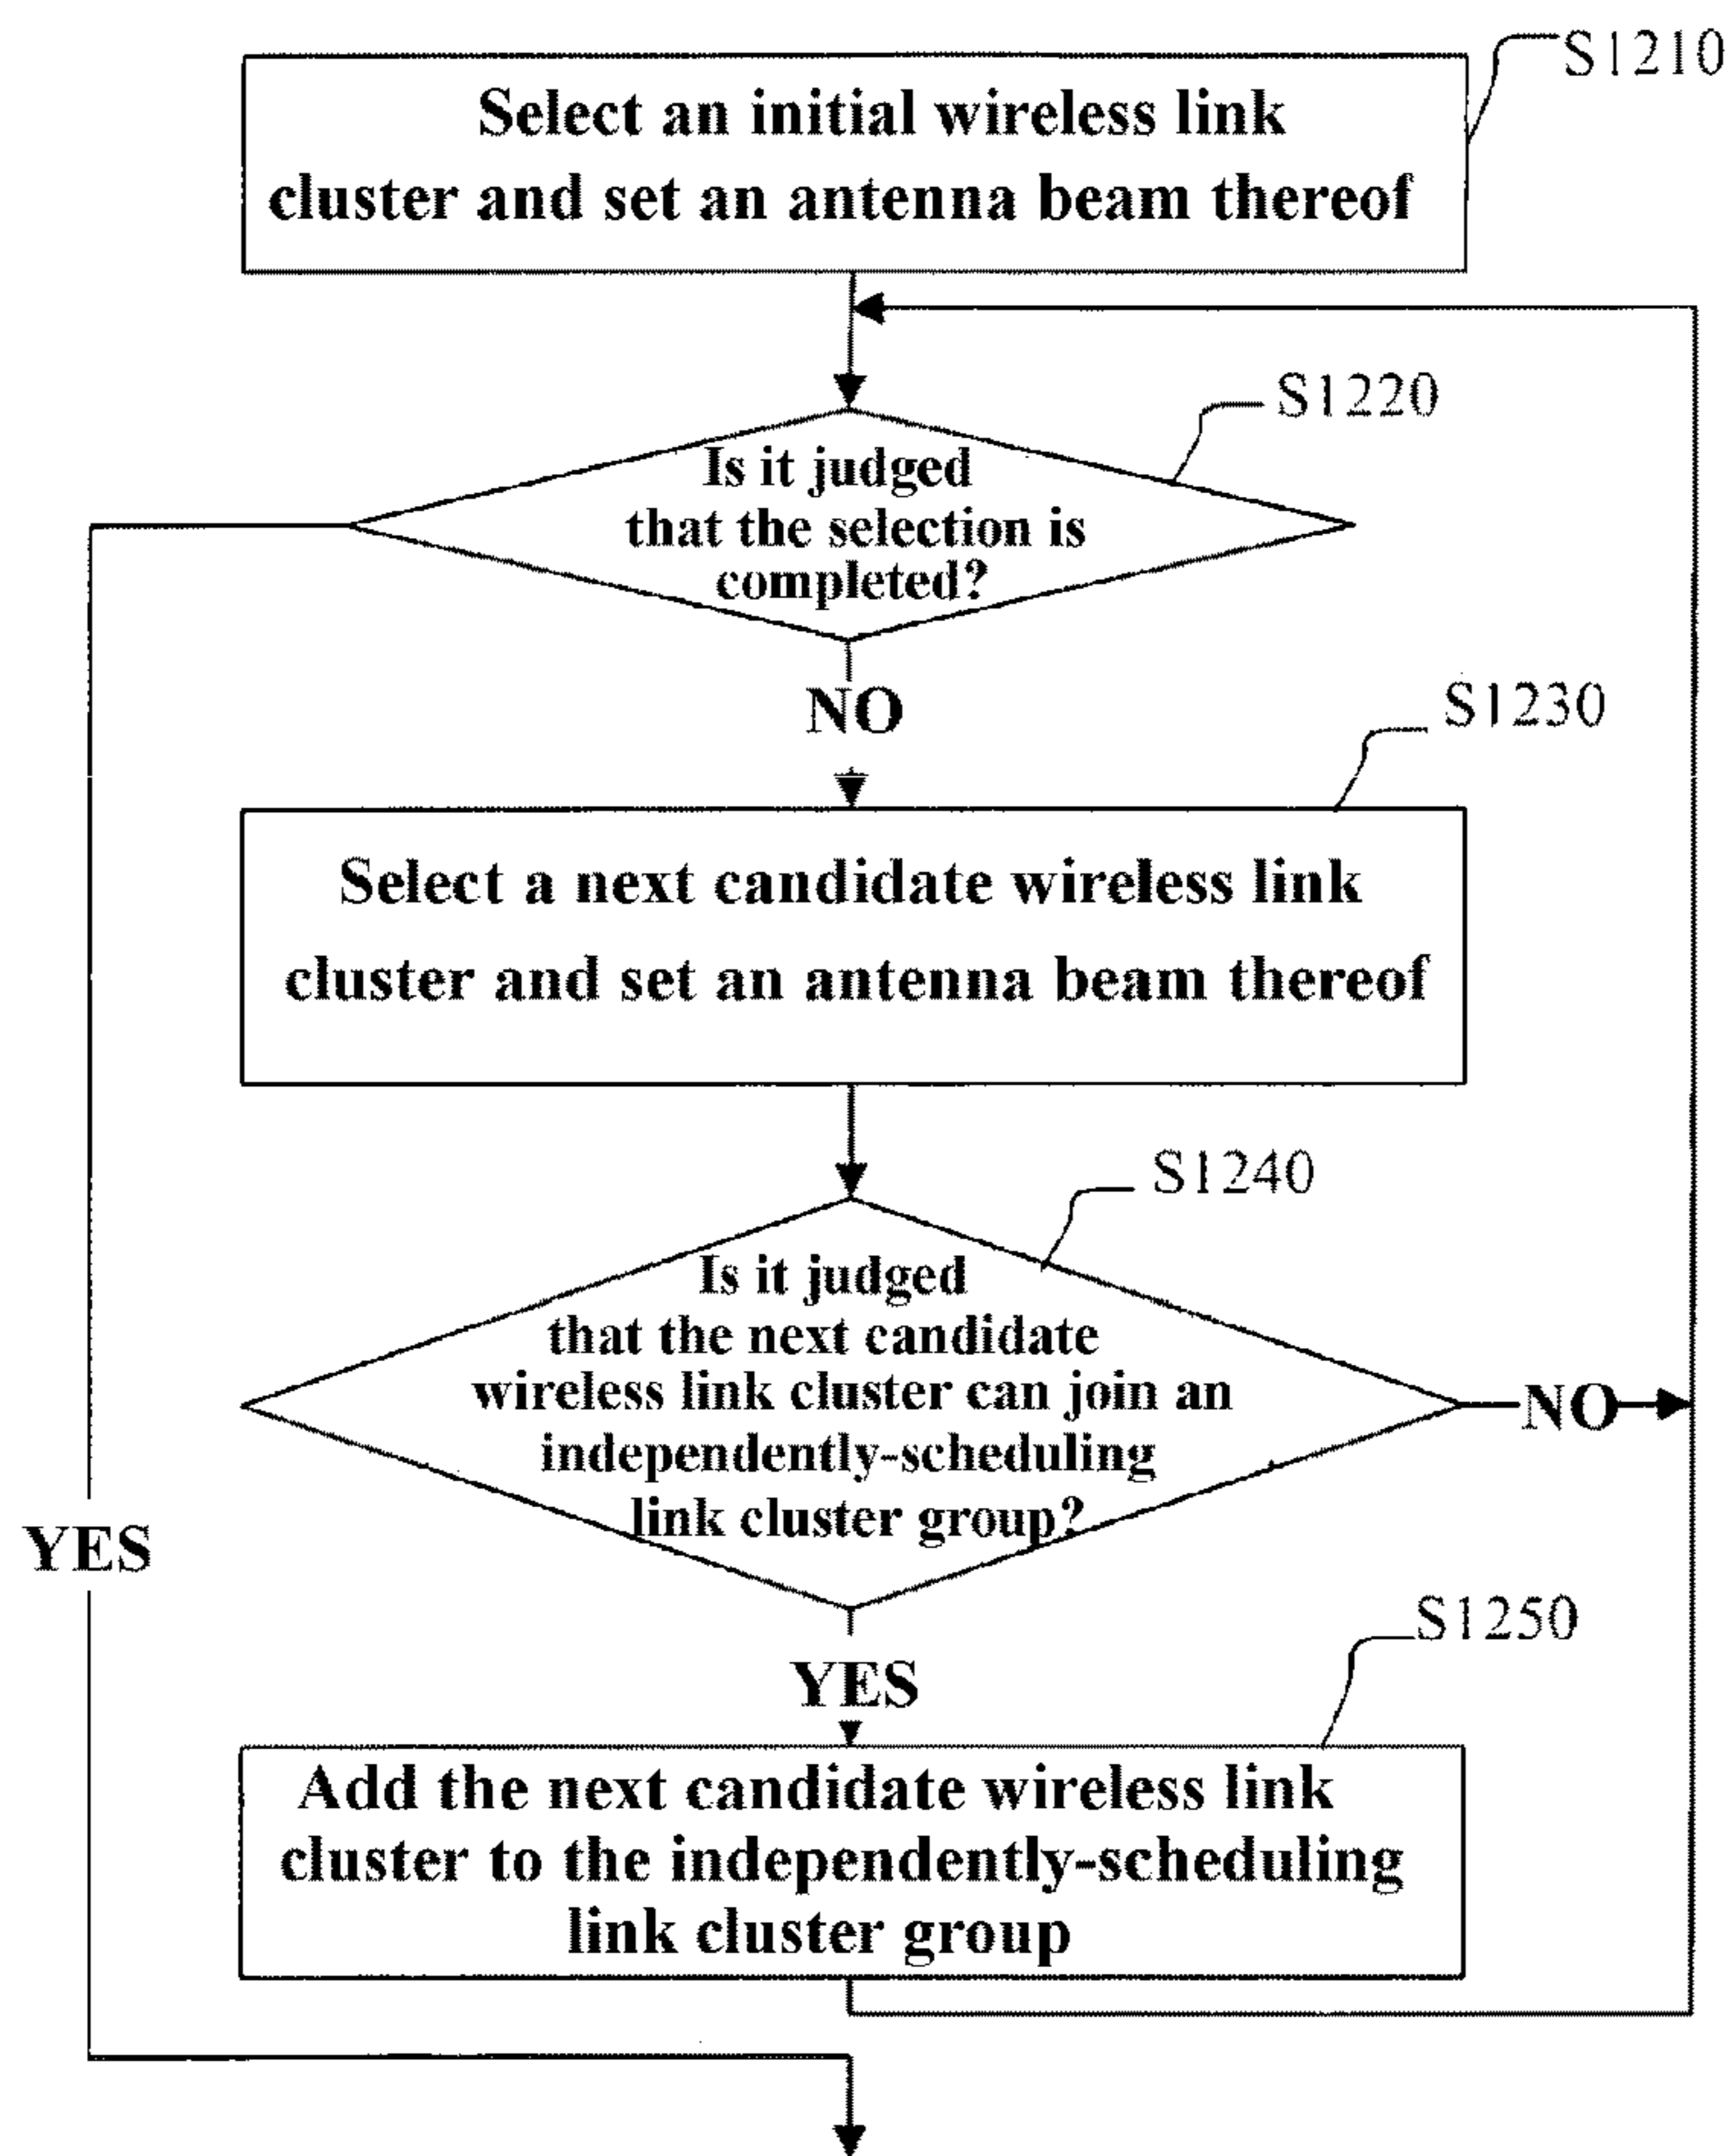 S1210
Select an initial wireless link
cluster and set an antenna beam thereof
S1220
Is it judged
that the selection is
completed?
NO
S1230
Select a next candidate wireless link
cluster and set an antenna beam thereof
S1240
Is it judged
that the next candidate
wireless link cluster can join an
independently-scheduling
link cluster group?
NO
YES
YES
S1250
Add the next candidate wireless link
cluster to the independently-scheduling
link cluster group